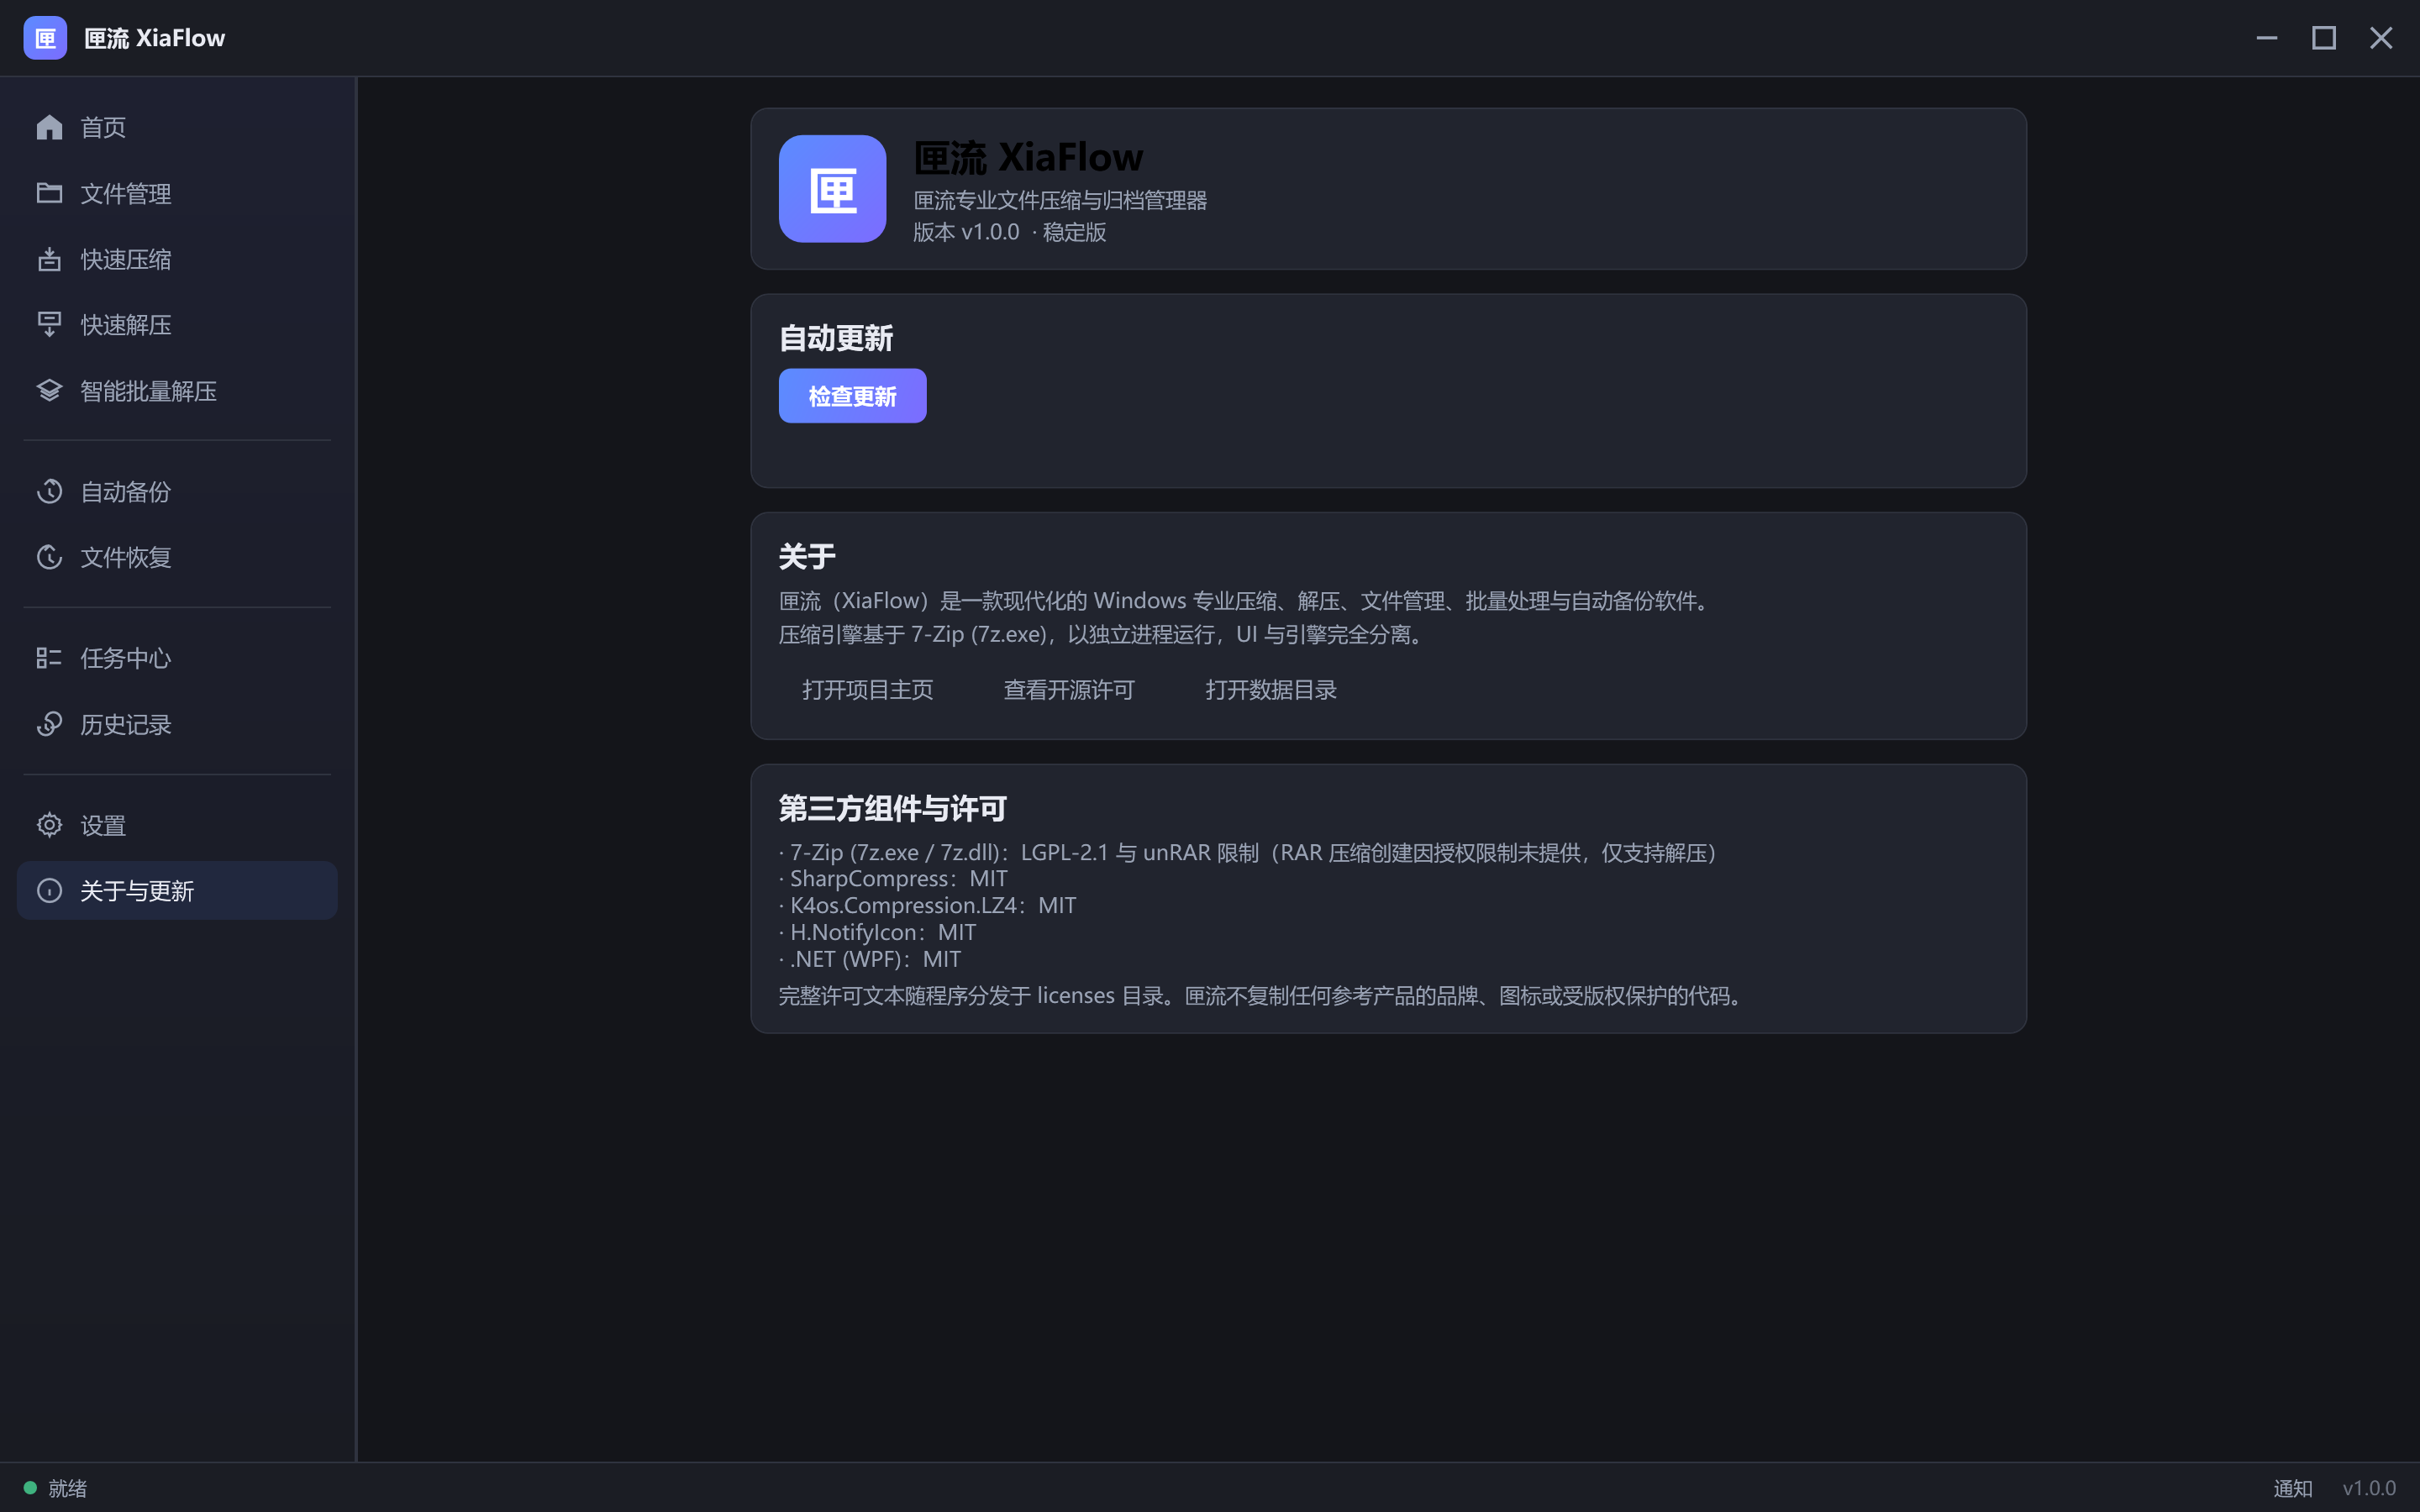 匣 匣流 XiaFlow
首页
文件管理
快速压缩
快速解压
智能批量解压
自动备份
文件恢复
任务中心
历史记录
设置
关于与更新
匣
匣流 XiaFlow
匣流专业文件压缩与归档管理器
版本 v1.0.0 · 稳定版
自动更新
检查更新
关于
匣流（XiaFlow）是一款现代化的 Windows 专业压缩、解压、文件管理、批量处理与自动备份软件。
压缩引擎基于 7-Zip (7z.exe)，以独立进程运行，UI 与引擎完全分离。
打开项目主页 查看开源许可 打开数据目录
第三方组件与许可
· 7-Zip (7z.exe / 7z.dll)：LGPL-2.1 与 unRAR 限制（RAR 压缩创建因授权限制未提供，仅支持解压）
· SharpCompress：MIT
· K4os.Compression.LZ4：MIT
· H.NotifyIcon：MIT
· .NET (WPF)：MIT
完整许可文本随程序分发于 licenses 目录。匣流不复制任何参考产品的品牌、图标或受版权保护的代码。
就绪
通知 v1.0.0